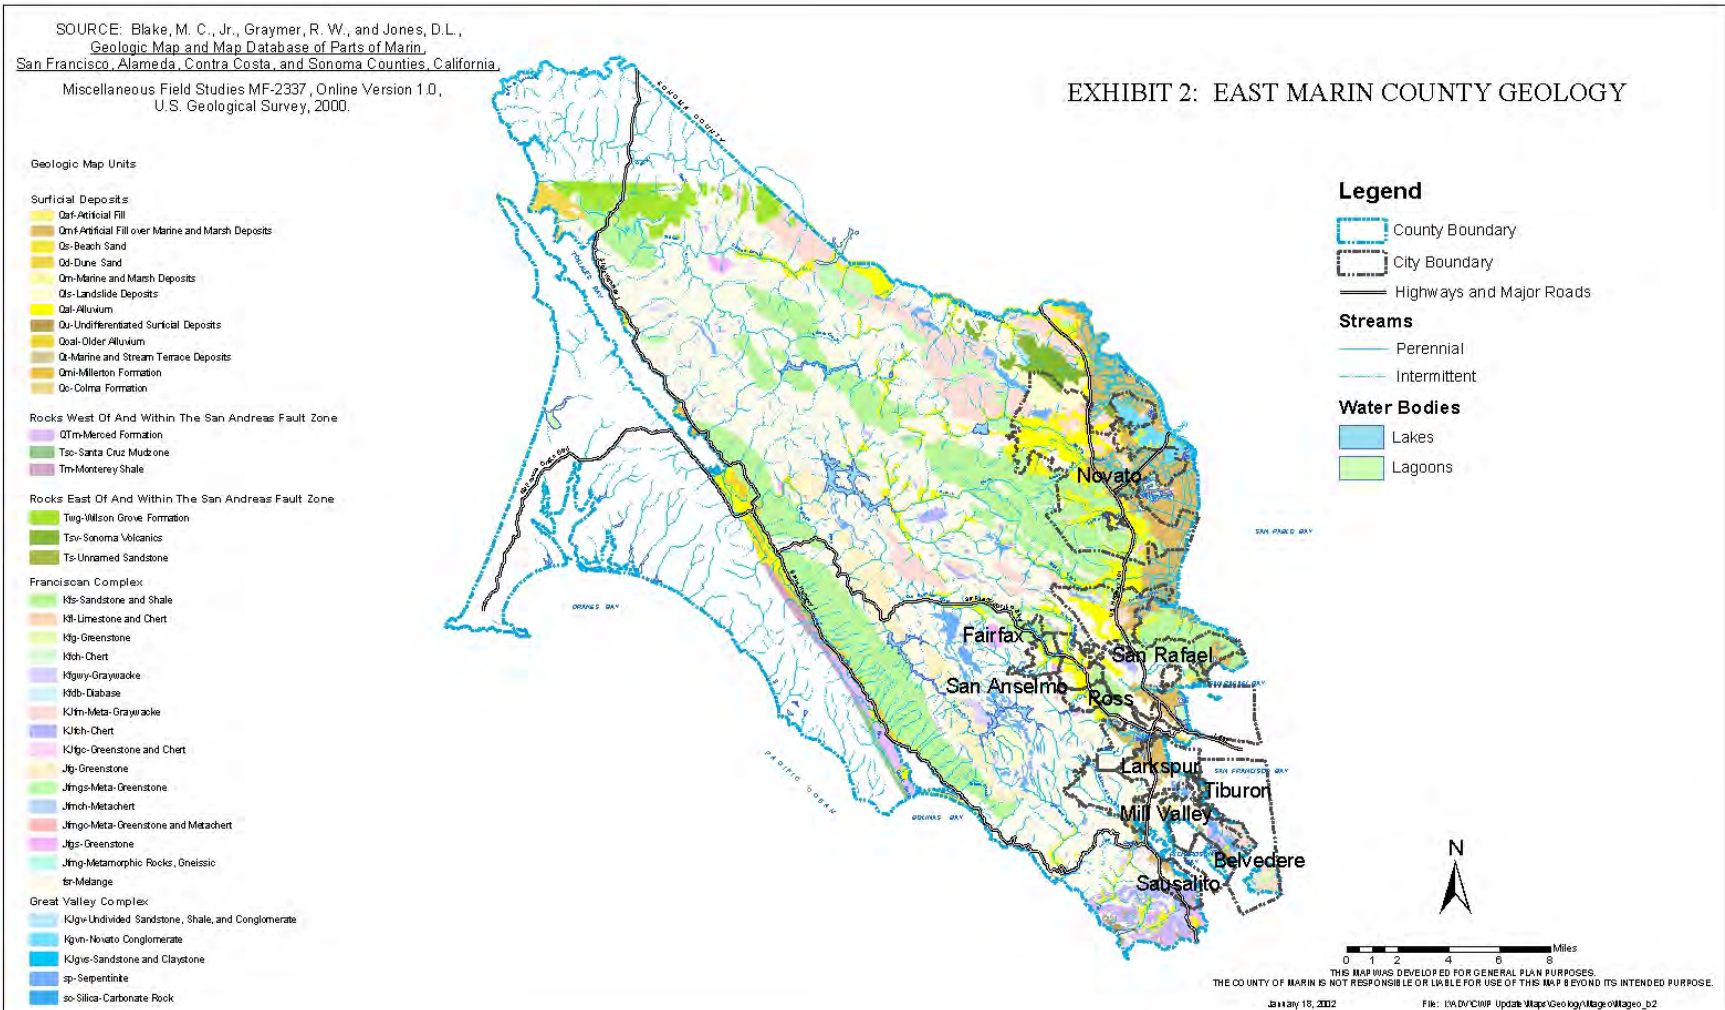 SOURCE: Blake, M. C., Jr., Graymer, R. W., and Jones, D.L.,
Geologic Map and Map Database of Parts of Marin,
San Francisco, Alameda, Contra Costa, and Sonoma Counties, California,
Miscellaneous Field Studies MF-2337, Online Version 1.0,
U.S. Geological Survey, 2000.
EXHIBIT 2: EAST MARIN COUNTY GEOLOGY
Geologic Map Units
Surficial Deposits
Qaf-Artificial Fill
Qmf-Artificial Fill over Marine and Marsh Deposits
Qs-Beach Sand
Qd-Dune Sand
Qm-Marine and Marsh Deposits
Qls-Landslide Deposits
Qal-Alluvium
Qu-Undifferentiated Surficial Deposits
Qoal-Older Alluvium
Qt-Marine and Stream Terrace Deposits
Qmi-Millerton Formation
Qc-Colma Formation
Rocks West Of And Within The San Andreas Fault Zone
QTm-Merced Formation
Tsc-Santa Cruz Mudzone
Tm-Monterey Shale
Rocks East Of And Within The San Andreas Fault Zone
Twg-Wilson Grove Formation
Tsv-Sonoma Volcanics
Ts-Unnamed Sandstone
Franciscan Complex
Kfs-Sandstone and Shale
Kfl-Limestone and Chert
Kfg-Greenstone
Kfch-Chert
Kfgwy-Graywacke
Kfdb-Diabase
KJfm-Meta-Graywacke
KJfch-Chert
KJfgc-Greenstone and Chert
Jfg-Greenstone
Jfmgs-Meta-Greenstone
Jfmch-Metachert
Jfmgc-Meta-Greenstone and Metachert
Jfgs-Greenstone
Jfmg-Metamorphic Rocks, Gneissic
fsr-Melange
Great Valley Complex
KJgv-Undivided Sandstone, Shale, and Conglomerate
Kgvn-Novato Conglomerate
KJgvs-Sandstone and Claystone
sp-Serpentinite
sc-Silica-Carbonate Rock
SONOMA COUNTY
TOMALES BAY
DRAKES BAY
PACIFIC OCEAN
BOLINAS BAY
SAN PABLO BAY
SAN FRANCISCO BAY
Novato
Fairfax
San Rafael
San Anselmo
Ross
Larkspur
Tiburon
Mill Valley
Belvedere
Sausalito
Legend
County Boundary
City Boundary
Highways and Major Roads
Streams
Perennial
Intermittent
Water Bodies
Lakes
Lagoons
N
0 1 2 4 6 8 Miles
THIS MAP WAS DEVELOPED FOR GENERAL PLAN PURPOSES.
THE COUNTY OF MARIN IS NOT RESPONSIBLE OR LIABLE FOR USE OF THIS MAP BEYOND ITS INTENDED PURPOSE.
January 18, 2002
File: I:\ADV\CWP Update\Maps\Geology\Mageo\Mageo_b2